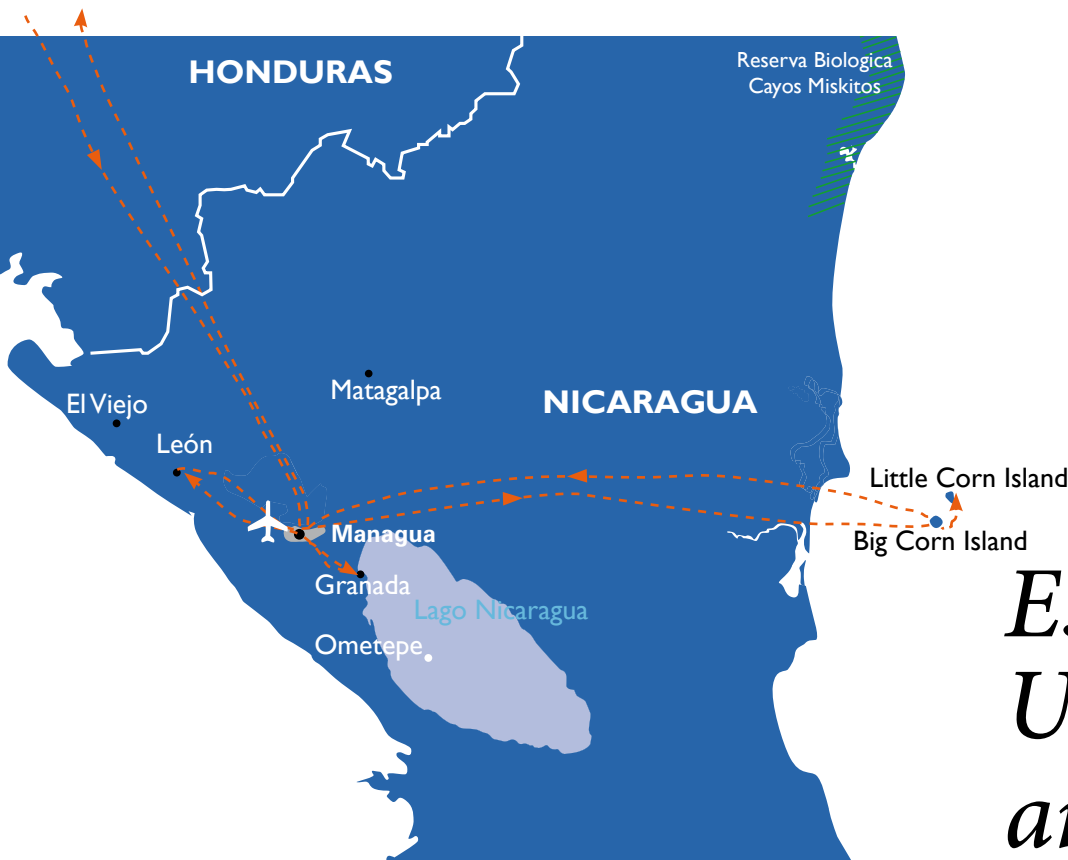 HONDURAS
Reserva Biologica
Cayos Miskitos
Matagalpa
NICARAGUA
El Viejo
León
Little Corn Island
Managua
Big Corn Island
Granada
Lago Nicaragua
Ometepe